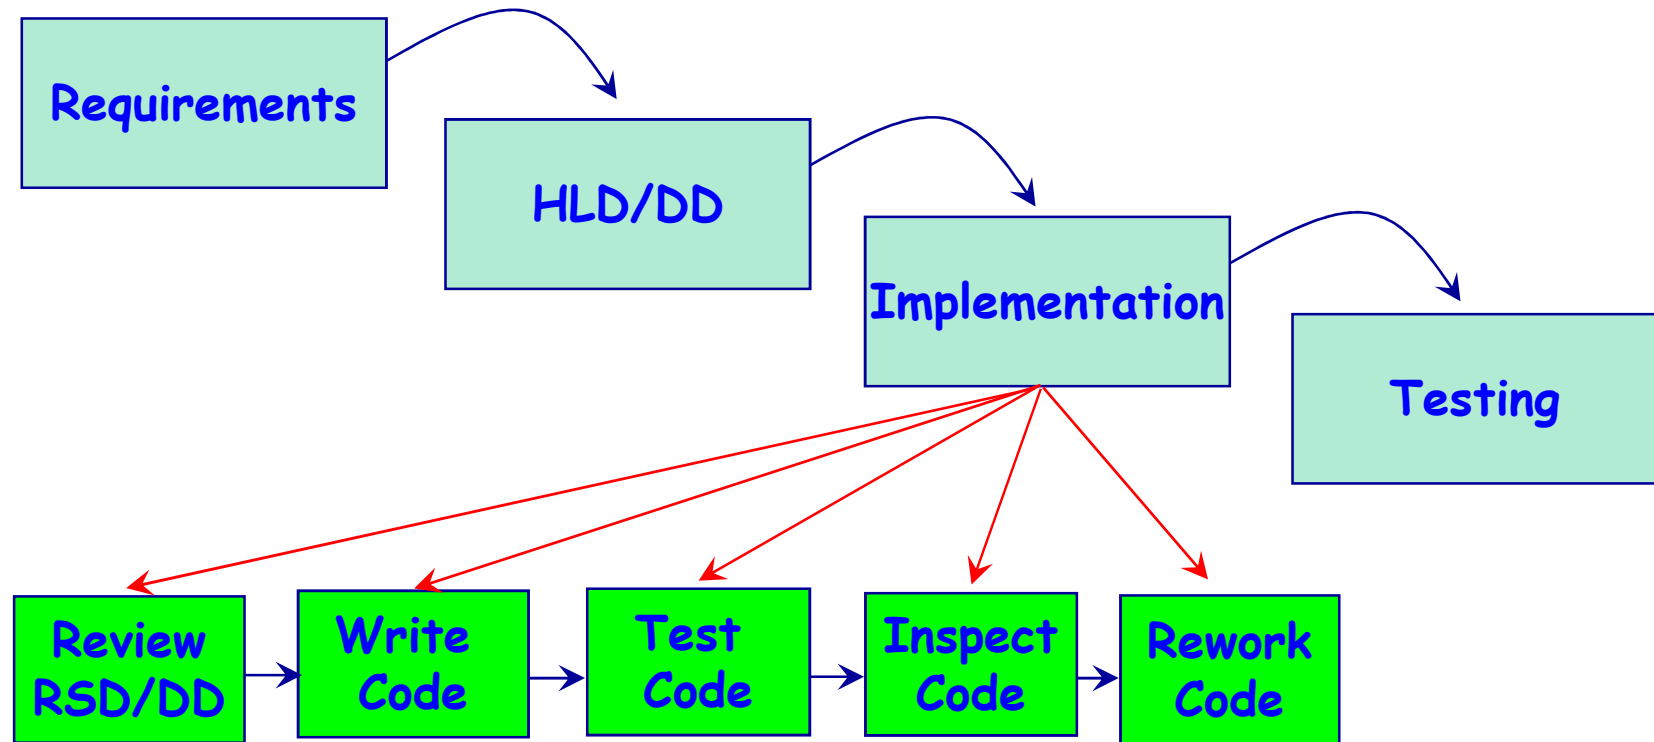 Requirements
HLD/DD
Implementation
Testing
Review
RSD/DD
Write
Code
Test
Code
Inspect
Code
Rework
Code